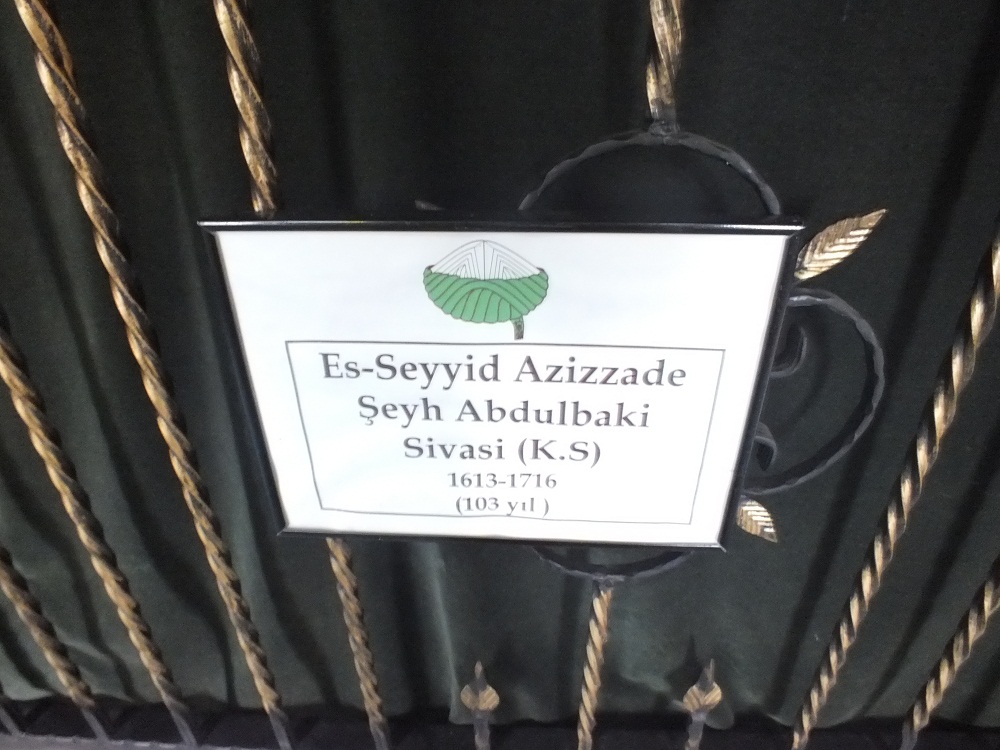 Es-Seyyid Azizzade
Şeyh Abdulbaki
Sivasi (K.S)
1613-1716
(103 yıl )